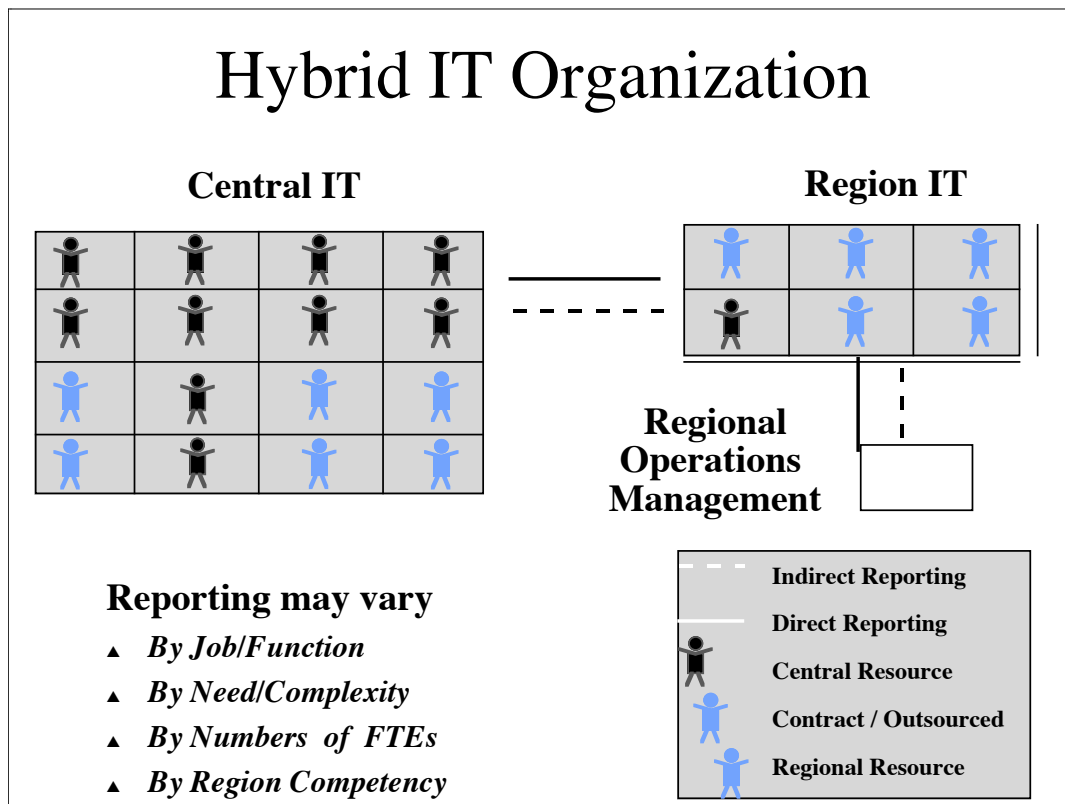 Hybrid IT Organization
Central IT
Region IT
Regional
Operations
Management
Reporting may vary
By Job/Function
By Need/Complexity
By Numbers of FTEs
By Region Competency
Indirect Reporting
Direct Reporting
Central Resource
Contract / Outsourced
Regional Resource